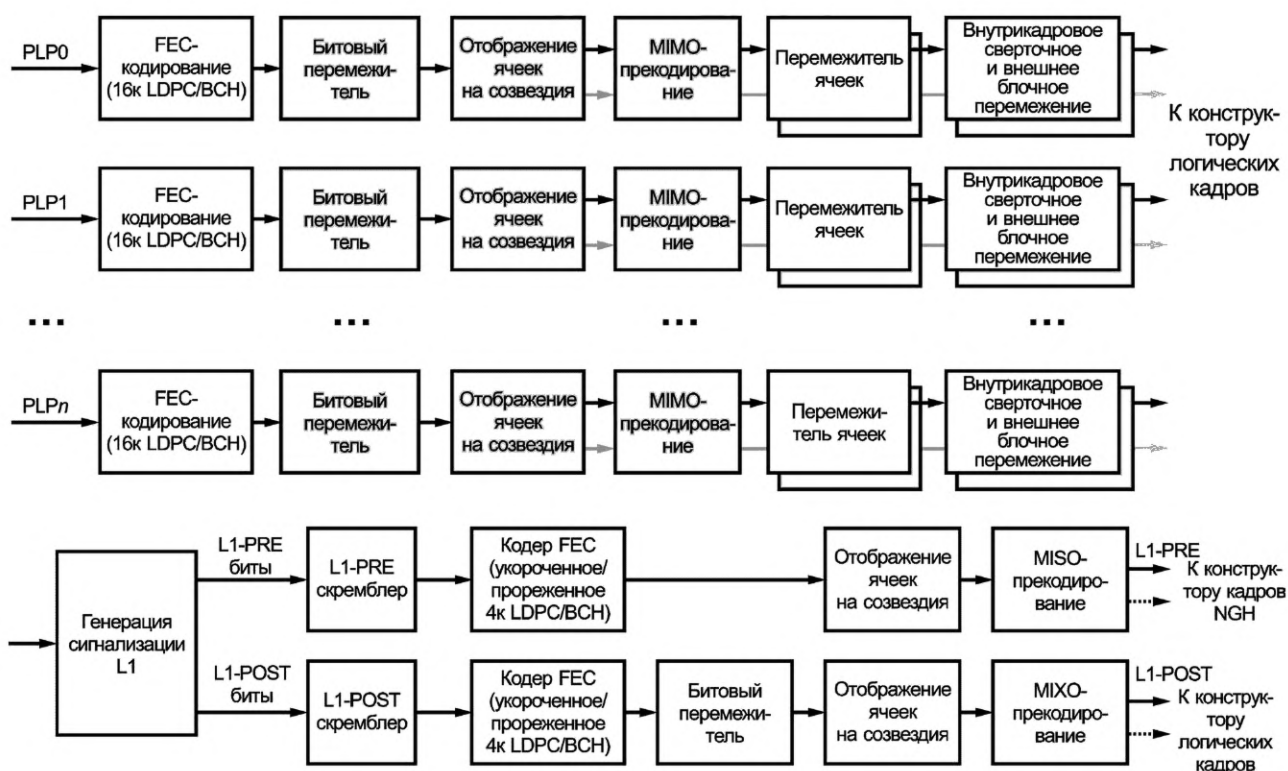 PLP0
FEC-
кодирование
(16к LDPC/BCH)
Битовый
перемежи-
тель
Отображение
ячеек
на созвездия
MIMO-
прекодирова-
ние
Перемежитель
ячеек
Внутрикадровое
сверточное
и внешнее
блочное
перемежение
К конструк-
тору
логических
кадров
PLP1
FEC-
кодирование
(16к LDPC/BCH)
Битовый
перемежи-
тель
Отображение
ячеек
на созвездия
MIMO-
прекодирова-
ние
Перемежитель
ячеек
Внутрикадровое
сверточное
и внешнее
блочное
перемежение
... ... ... ...
PLPn
FEC-
кодирование
(16к LDPC/BCH)
Битовый
перемежи-
тель
Отображение
ячеек
на созвездия
MIMO-
прекодирова-
ние
Перемежи-
тель ячеек
Внутрикадровое
сверточное
и внешнее
блочное
перемежение
Генерация
сигнализации
L1
L1-PRE
биты
L1-PRE
скремблер
Кодер FEC
(укороченное/
прореженное
4к LDPC/BCH)
Отображение
ячеек
на созвездия
MISO-
прекодиро-
вание
L1-PRE
К конструк-
тору кадров
NGH
L1-POST
биты
L1-POST
скремблер
Кодер FEC
(укороченное/
прореженное
4к LDPC/BCH)
Битовый
перемежи-
тель
Отображение
ячеек
на созвездия
MIXO-
прекодиро-
вание
L1-POST
К конструк-
тору
логических
кадров